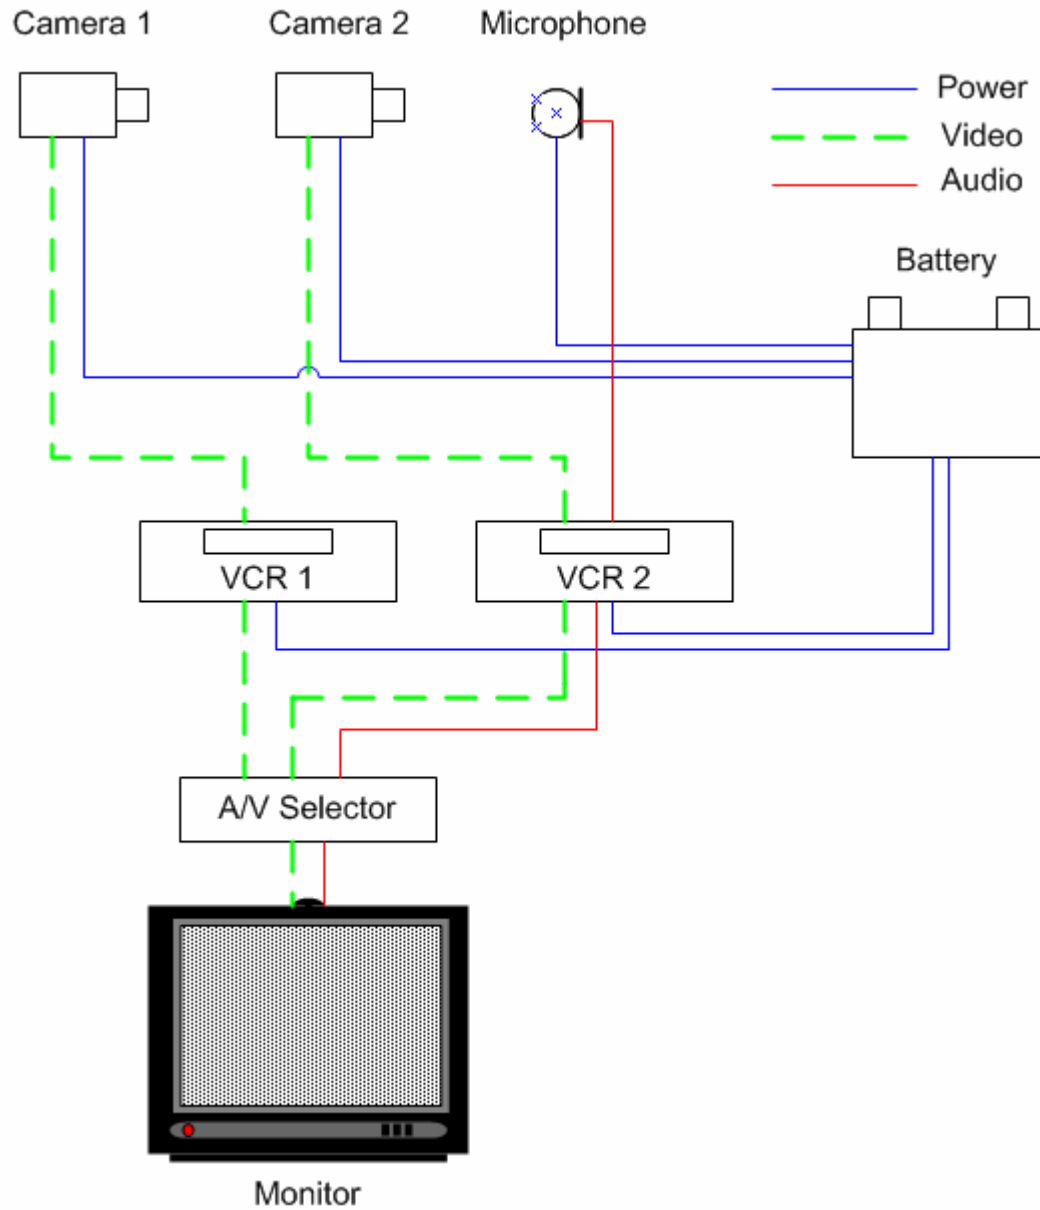 Camera 1
Camera 2
Microphone
Power
Video
Audio
Battery
VCR 1
VCR 2
A/V Selector
Monitor